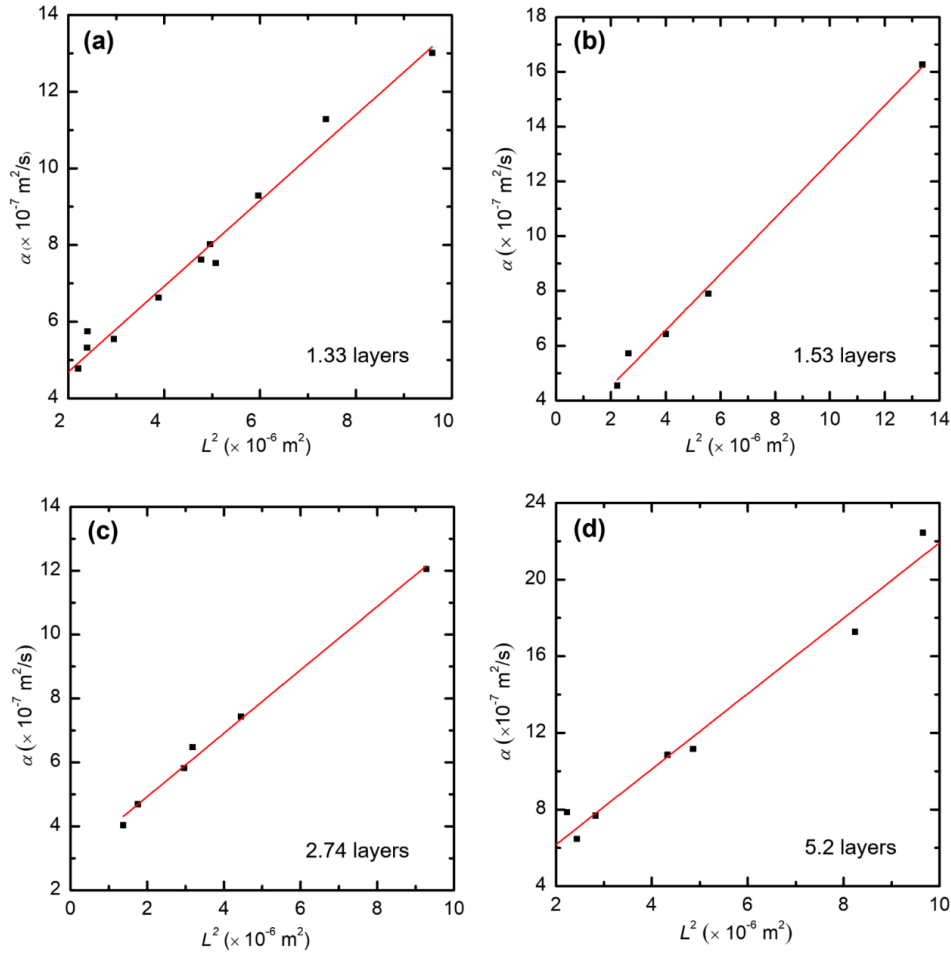 (a)
14
12
10
8
6
4
α (× 10⁻⁷ m²/s)
1.33 layers
2 4 6 8 10
L² (× 10⁻⁶ m²)
(b)
18
16
14
12
10
8
6
4
α (× 10⁻⁷ m²/s)
1.53 layers
0 2 4 6 8 10 12 14
L² (× 10⁻⁶ m²)
(c)
14
12
10
8
6
4
2
α (× 10⁻⁷ m²/s)
2.74 layers
0 2 4 6 8 10
L² (× 10⁻⁶ m²)
(d)
24
20
16
12
8
4
α (×10⁻⁷ m²/s)
5.2 layers
2 4 6 8 10
L² (× 10⁻⁶ m²)